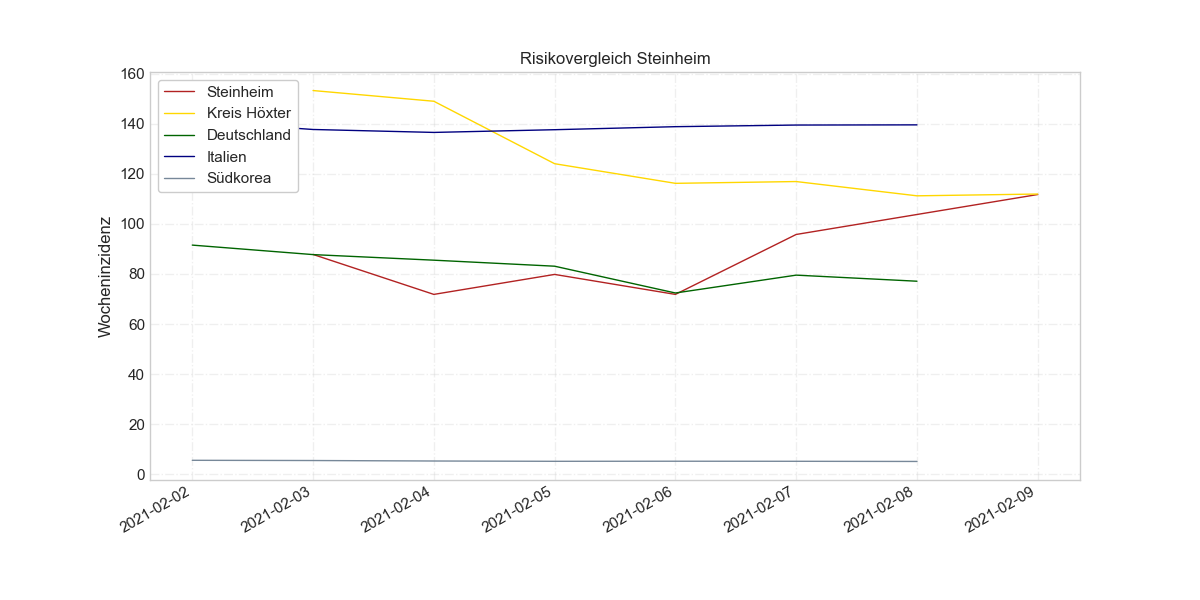 Risikovergleich Steinheim
Steinheim
Kreis Höxter
Deutschland
Italien
Südkorea
Wocheninzidenz
160
140
120
100
80
60
40
20
0
2021-02-02
2021-02-03
2021-02-04
2021-02-05
2021-02-06
2021-02-07
2021-02-08
2021-02-09